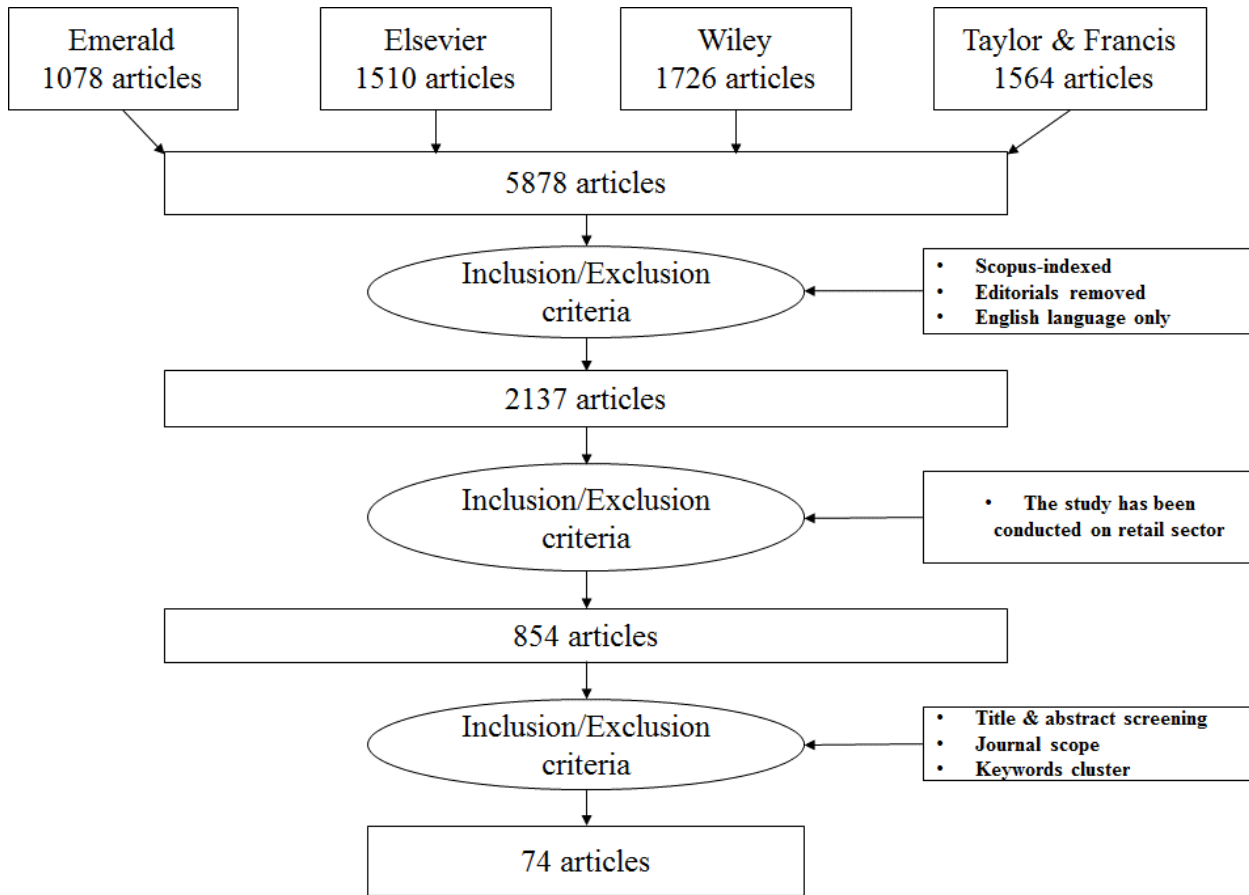 Emerald
1078 articles
Elsevier
1510 articles
Wiley
1726 articles
Taylor & Francis
1564 articles
5878 articles
Inclusion/Exclusion
criteria
• Scopus-indexed
• Editorials removed
• English language only
2137 articles
Inclusion/Exclusion
criteria
• The study has been
conducted on retail sector
854 articles
Inclusion/Exclusion
criteria
• Title & abstract screening
• Journal scope
• Keywords cluster
74 articles